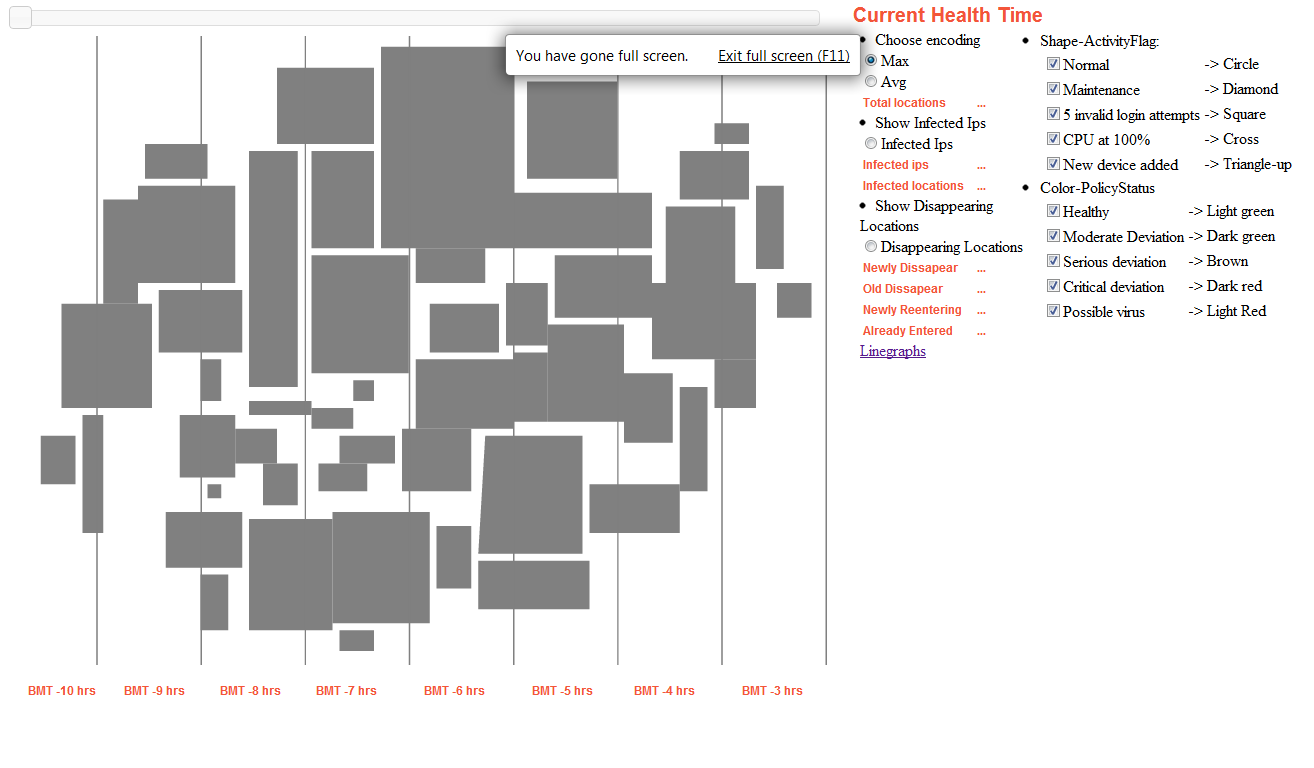 Current Health Time
You have gone full screen. Exit full screen (F11)
Choose encoding
Max
Avg
Total locations ...
Show Infected Ips
Infected Ips
Infected ips ...
Infected locations ...
Show Disappearing
Locations
Disappearing Locations
Newly Dissapear ...
Old Dissapear ...
Newly Reentering ...
Already Entered ...
Linegraphs
Shape-ActivityFlag:
Normal -> Circle
Maintenance -> Diamond
5 invalid login attempts -> Square
CPU at 100% -> Cross
New device added -> Triangle-up
Color-PolicyStatus
Healthy -> Light green
Moderate Deviation -> Dark green
Serious deviation -> Brown
Critical deviation -> Dark red
Possible virus -> Light Red
BMT -10 hrs BMT -9 hrs BMT -8 hrs BMT -7 hrs BMT -6 hrs BMT -5 hrs BMT -4 hrs BMT -3 hrs